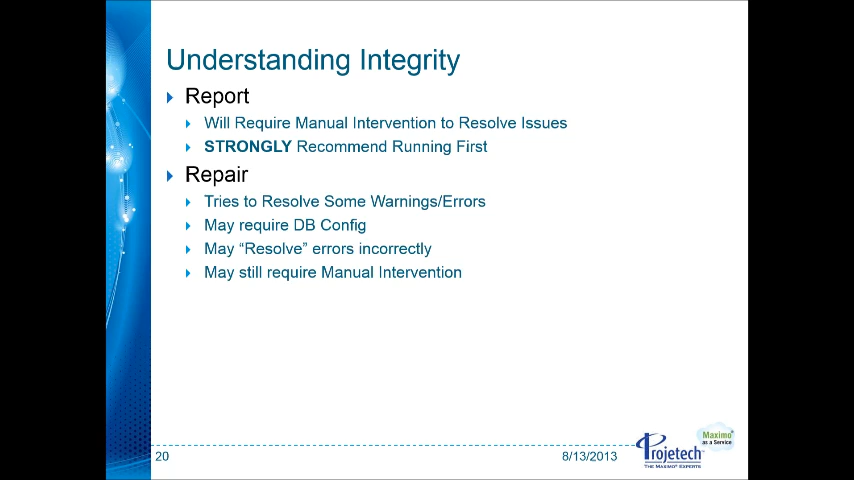 Understanding Integrity
Report
Will Require Manual Intervention to Resolve Issues
STRONGLY Recommend Running First
Repair
Tries to Resolve Some Warnings/Errors
May require DB Config
May “Resolve” errors incorrectly
May still require Manual Intervention
20
8/13/2013
Projetech
THE MAXIMO® EXPERTS
Maximo®
as a Service